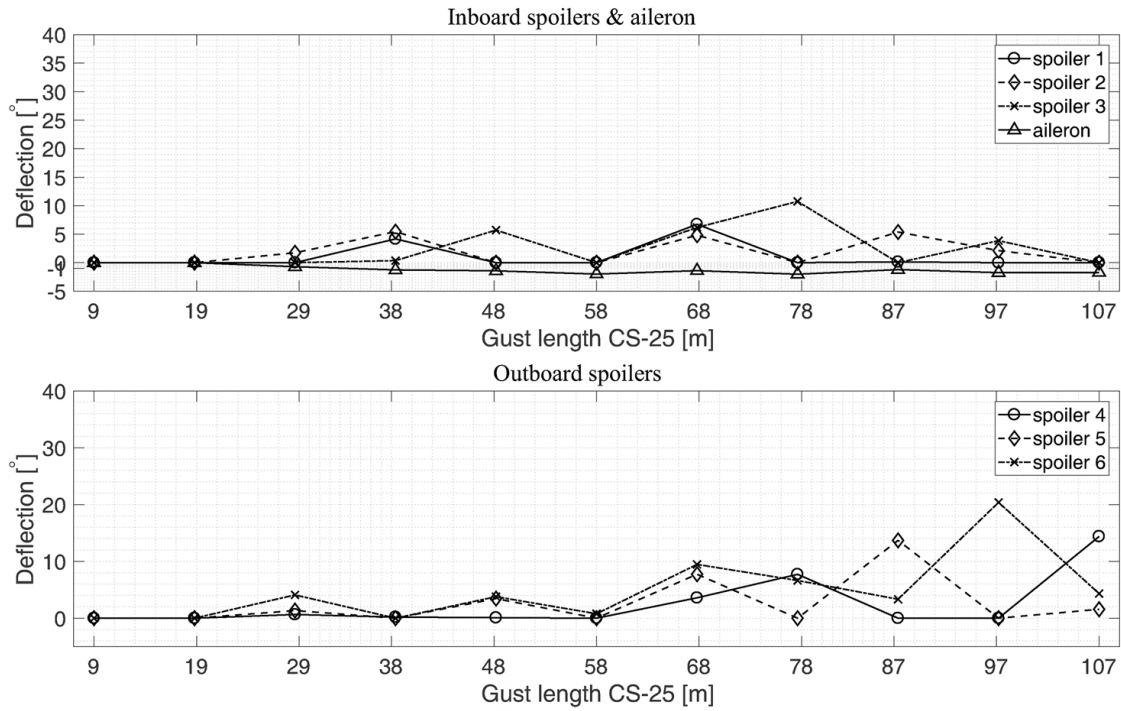 Inboard spoilers & aileron
40
35
30
25
20
15
10
5
0
-1
-5
Deflection [°]
spoiler 1
spoiler 2
spoiler 3
aileron
9 19 29 38 48 58 68 78 87 97 107
Gust length CS-25 [m]
Outboard spoilers
40
30
20
10
0
Deflection [°]
spoiler 4
spoiler 5
spoiler 6
9 19 29 38 48 58 68 78 87 97 107
Gust length CS-25 [m]